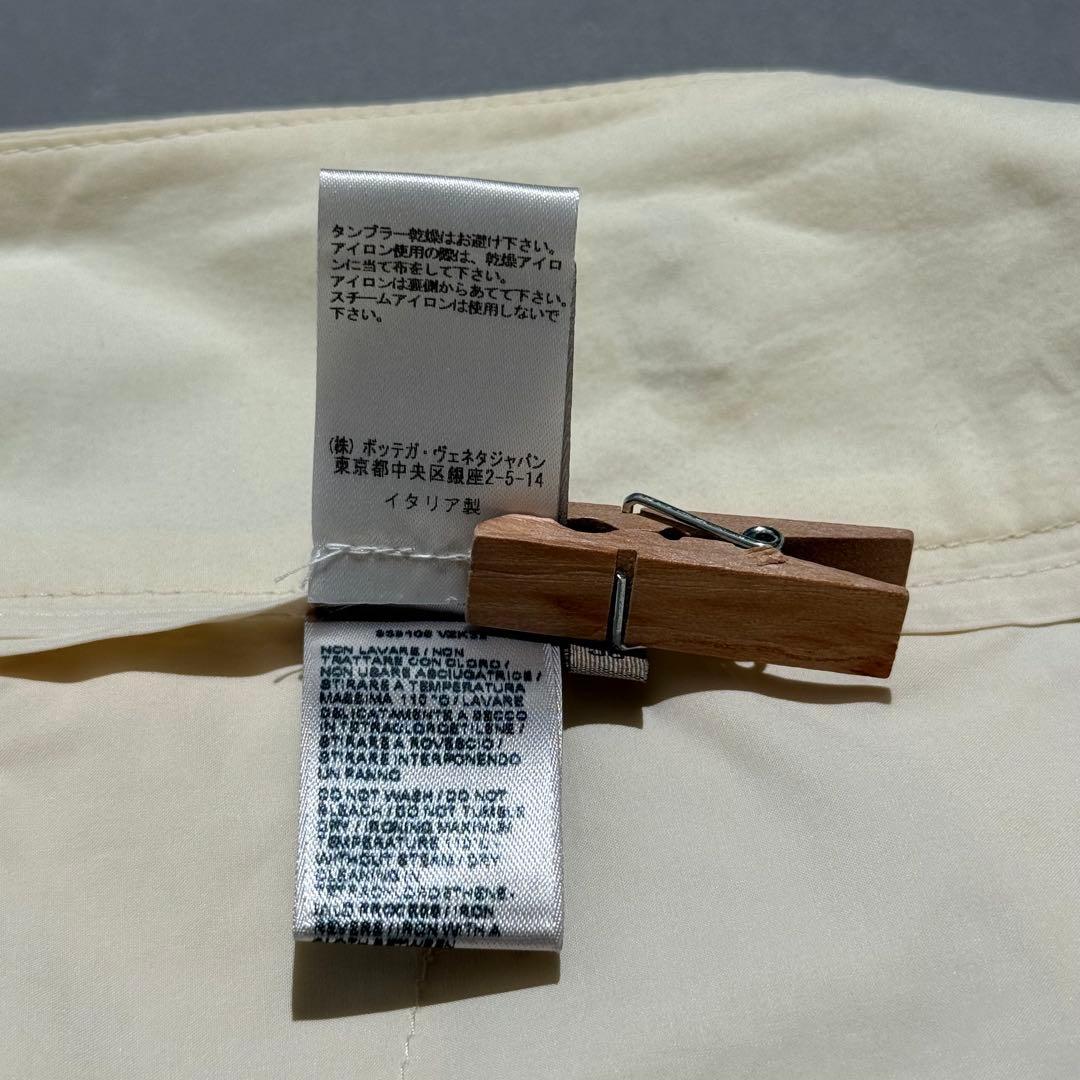 タンブラー乾燥はお避け下さい。
アイロン使用の際は、乾燥アイロ
ンに当て布をして下さい。
アイロンは裏側からあてて下さい。
スチームアイロンは使用しないで
下さい。
(株) ボッテガ・ヴェネタジャパン
東京都中央区銀座2-5-14
イタリア製
NON LAVARE / NON
TRATTARE CON CLORO /
NON USARE ASCIUGATRICE /
STIRARE A TEMPERATURA
MASSIMA 110 °C / LAVARE
DELICATAMENTE A SECCO
STIRARE A ROVESCIO /
STIRARE INTERPONENDO
UN PANNO
DO NOT WASH / DO NOT
BLEACH / DO NOT TUMBLE
DRY / IRONING MAXIMUM
TEMPERATURE
WITHOUT STEAM / DRY
CLEANING IN
MILD PROCESS / IRON
REVERSE / IRON WITH A